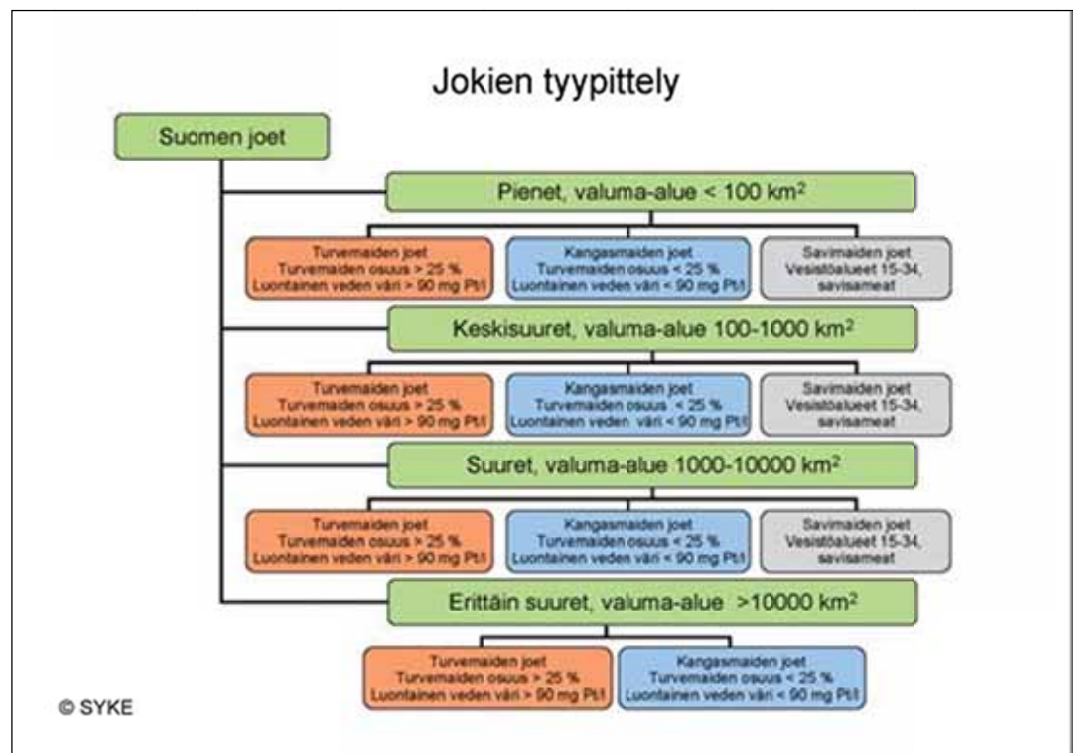 Jokien tyypittely
Suomen joet
Pienet, valuma-alue < 100 km²
Turvemaiden joet
Turvemaiden osuus > 25 %
Luontainen veden väri > 90 mg Pt/l
Kangasmaiden joet
Turvemaiden osuus < 25 %
Luontainen veden väri < 90 mg Pt/l
Savimaiden joet
Vesistöalueet 15-34,
savisameat
Keskisuuret, valuma-alue 100-1000 km²
Turvemaiden joet
Turvemaiden osuus > 25 %
Luontainen veden väri > 90 mg Pt/l
Kangasmaiden joet
Turvemaiden osuus < 25 %
Luontainen veden väri < 90 mg Pt/l
Savimaiden joet
Vesistöalueet 15-34,
savisameat
Suuret, valuma-alue 1000-10000 km²
Turvemaiden joet
Turvemaiden osuus > 25 %
Luontainen veden väri > 90 mg Pt/l
Kangasmaiden joet
Turvemaiden osuus < 25 %
Luontainen veden väri < 90 mg Pt/l
Savimaiden joet
Vesistöalueet 15-34,
savisameat
Erittäin suuret, valuma-alue >10000 km²
Turvemaiden joet
Turvemaiden osuus > 25 %
Luontainen veden väri > 90 mg Pt/l
Kangasmaiden joet
Turvemaiden osuus < 25 %
Luontainen veden väri < 90 mg Pt/l
© SYKE